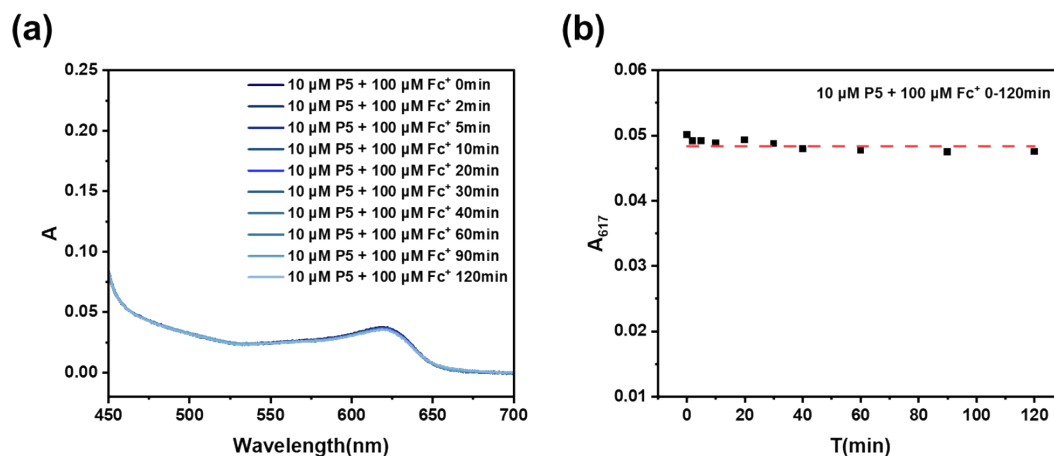 (a)
0.25
0.20
0.15
0.10
0.05
0.00
A
10 µM P5 + 100 µM Fc⁺ 0min
10 µM P5 + 100 µM Fc⁺ 2min
10 µM P5 + 100 µM Fc⁺ 5min
10 µM P5 + 100 µM Fc⁺ 10min
10 µM P5 + 100 µM Fc⁺ 20min
10 µM P5 + 100 µM Fc⁺ 30min
10 µM P5 + 100 µM Fc⁺ 40min
10 µM P5 + 100 µM Fc⁺ 60min
10 µM P5 + 100 µM Fc⁺ 90min
10 µM P5 + 100 µM Fc⁺ 120min
450 500 550 600 650 700
Wavelength(nm)
(b)
0.06
0.05
0.04
0.03
0.02
0.01
A₆₁₇
10 µM P5 + 100 µM Fc⁺ 0-120min
0 20 40 60 80 100 120
T(min)